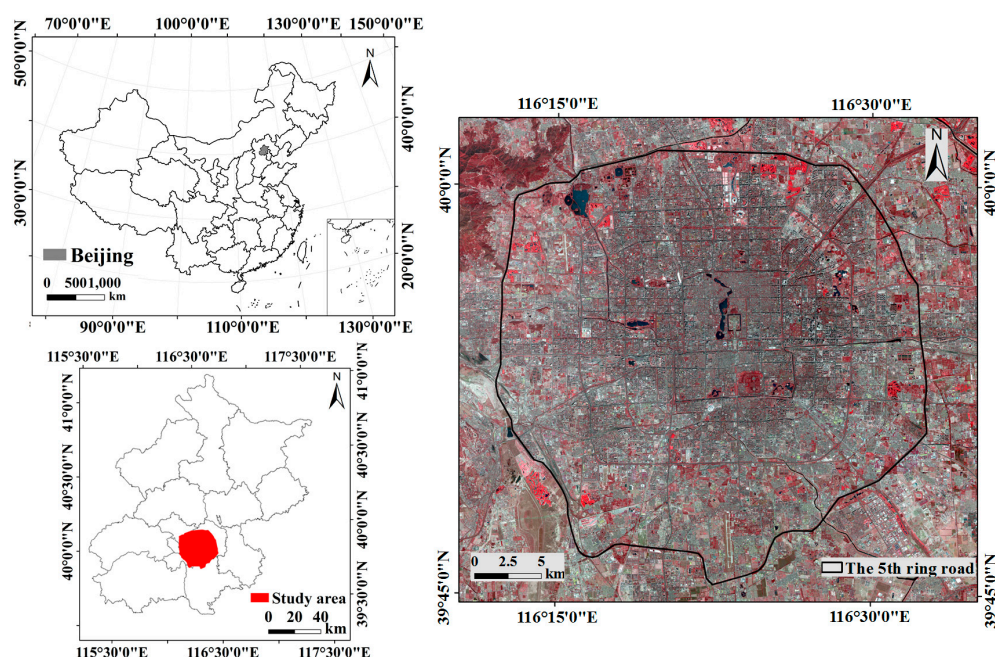 70°0'0"E 100°0'0"E 130°0'0"E 150°0'0"E
50°0'0"N
40°0'0"N
30°0'0"N
20°0'0"N
N
Beijing
0 500 1,000
km
90°0'0"E 110°0'0"E 130°0'0"E
115°30'0"E 116°30'0"E 117°30'0"E
41°0'0"N
40°30'0"N
40°0'0"N
41°0'0"N
40°30'0"N
40°0'0"N
39°30'0"N
N
Study area
0 20 40
km
115°30'0"E 116°30'0"E 117°30'0"E
116°15'0"E 116°30'0"E
40°0'0"N
40°0'0"N
N
39°45'0"N
39°45'0"N
0 2.5 5
km
The 5th ring road
116°15'0"E 116°30'0"E